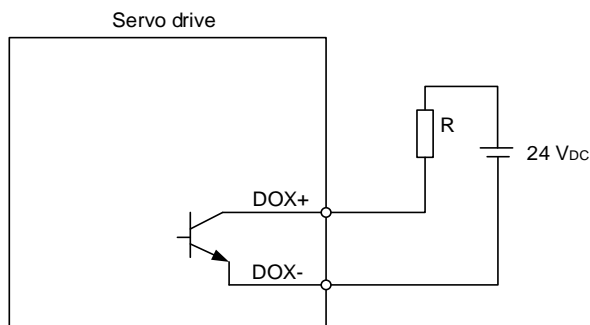 Servo drive
R
24 VDC
DOX+
DOX-